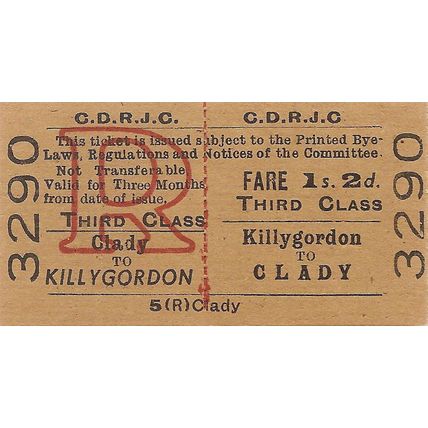 3290
C.D.R.J.C. C.D.R.J.C
This ticket is issued subject to the Printed Bye-
Laws, Regulations and Notices of the Committee.
Not Transferable
Valid for Three Months
from date of issue.
THIRD CLASS
Clady
TO
KILLYGORDON
R
FARE 1s. 2d.
THIRD CLASS
Killygordon
TO
CLADY
5(R)Clady
3290